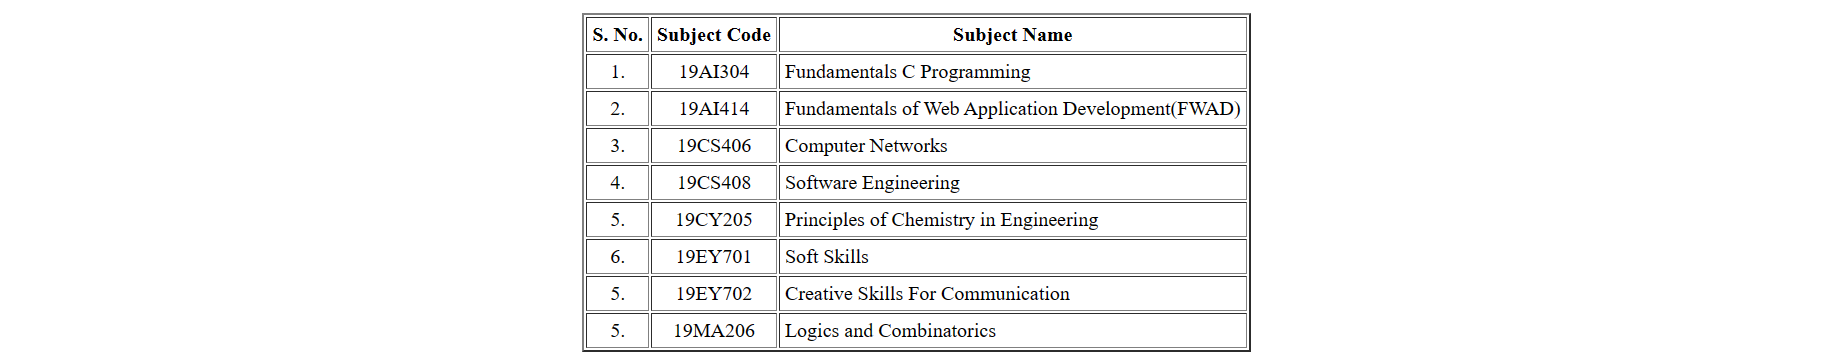 S. No. Subject Code Subject Name
1. 19AI304 Fundamentals C Programming
2. 19AI414 Fundamentals of Web Application Development(FWAD)
3. 19CS406 Computer Networks
4. 19CS408 Software Engineering
5. 19CY205 Principles of Chemistry in Engineering
6. 19EY701 Soft Skills
5. 19EY702 Creative Skills For Communication
5. 19MA206 Logics and Combinatorics